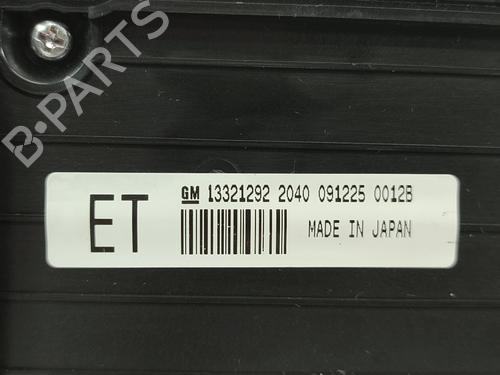 B-PARTS
ET
GM 13321292 2040 091225 0012B
MADE IN JAPAN